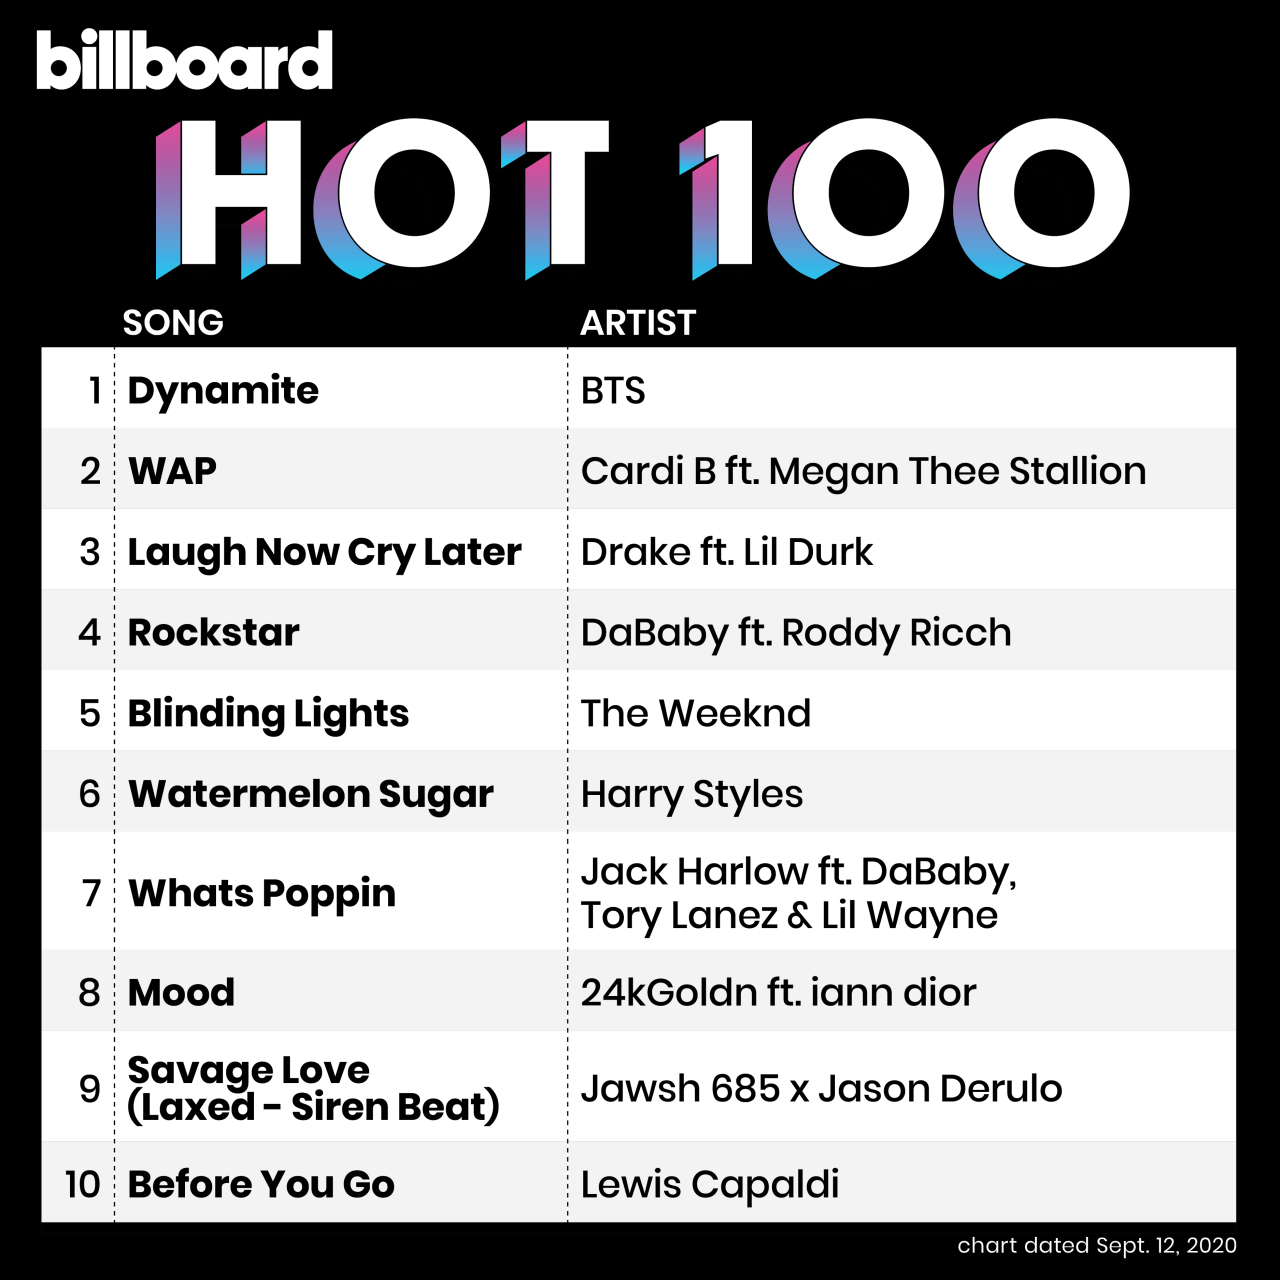 billboard
HOT 100
SONG ARTIST
1 Dynamite BTS
2 WAP Cardi B ft. Megan Thee Stallion
3 Laugh Now Cry Later Drake ft. Lil Durk
4 Rockstar DaBaby ft. Roddy Ricch
5 Blinding Lights The Weeknd
6 Watermelon Sugar Harry Styles
7 Whats Poppin Jack Harlow ft. DaBaby,
Tory Lanez & Lil Wayne
8 Mood 24kGoldn ft. iann dior
9 Savage Love
(Laxed - Siren Beat) Jawsh 685 x Jason Derulo
10 Before You Go Lewis Capaldi
chart dated Sept. 12, 2020